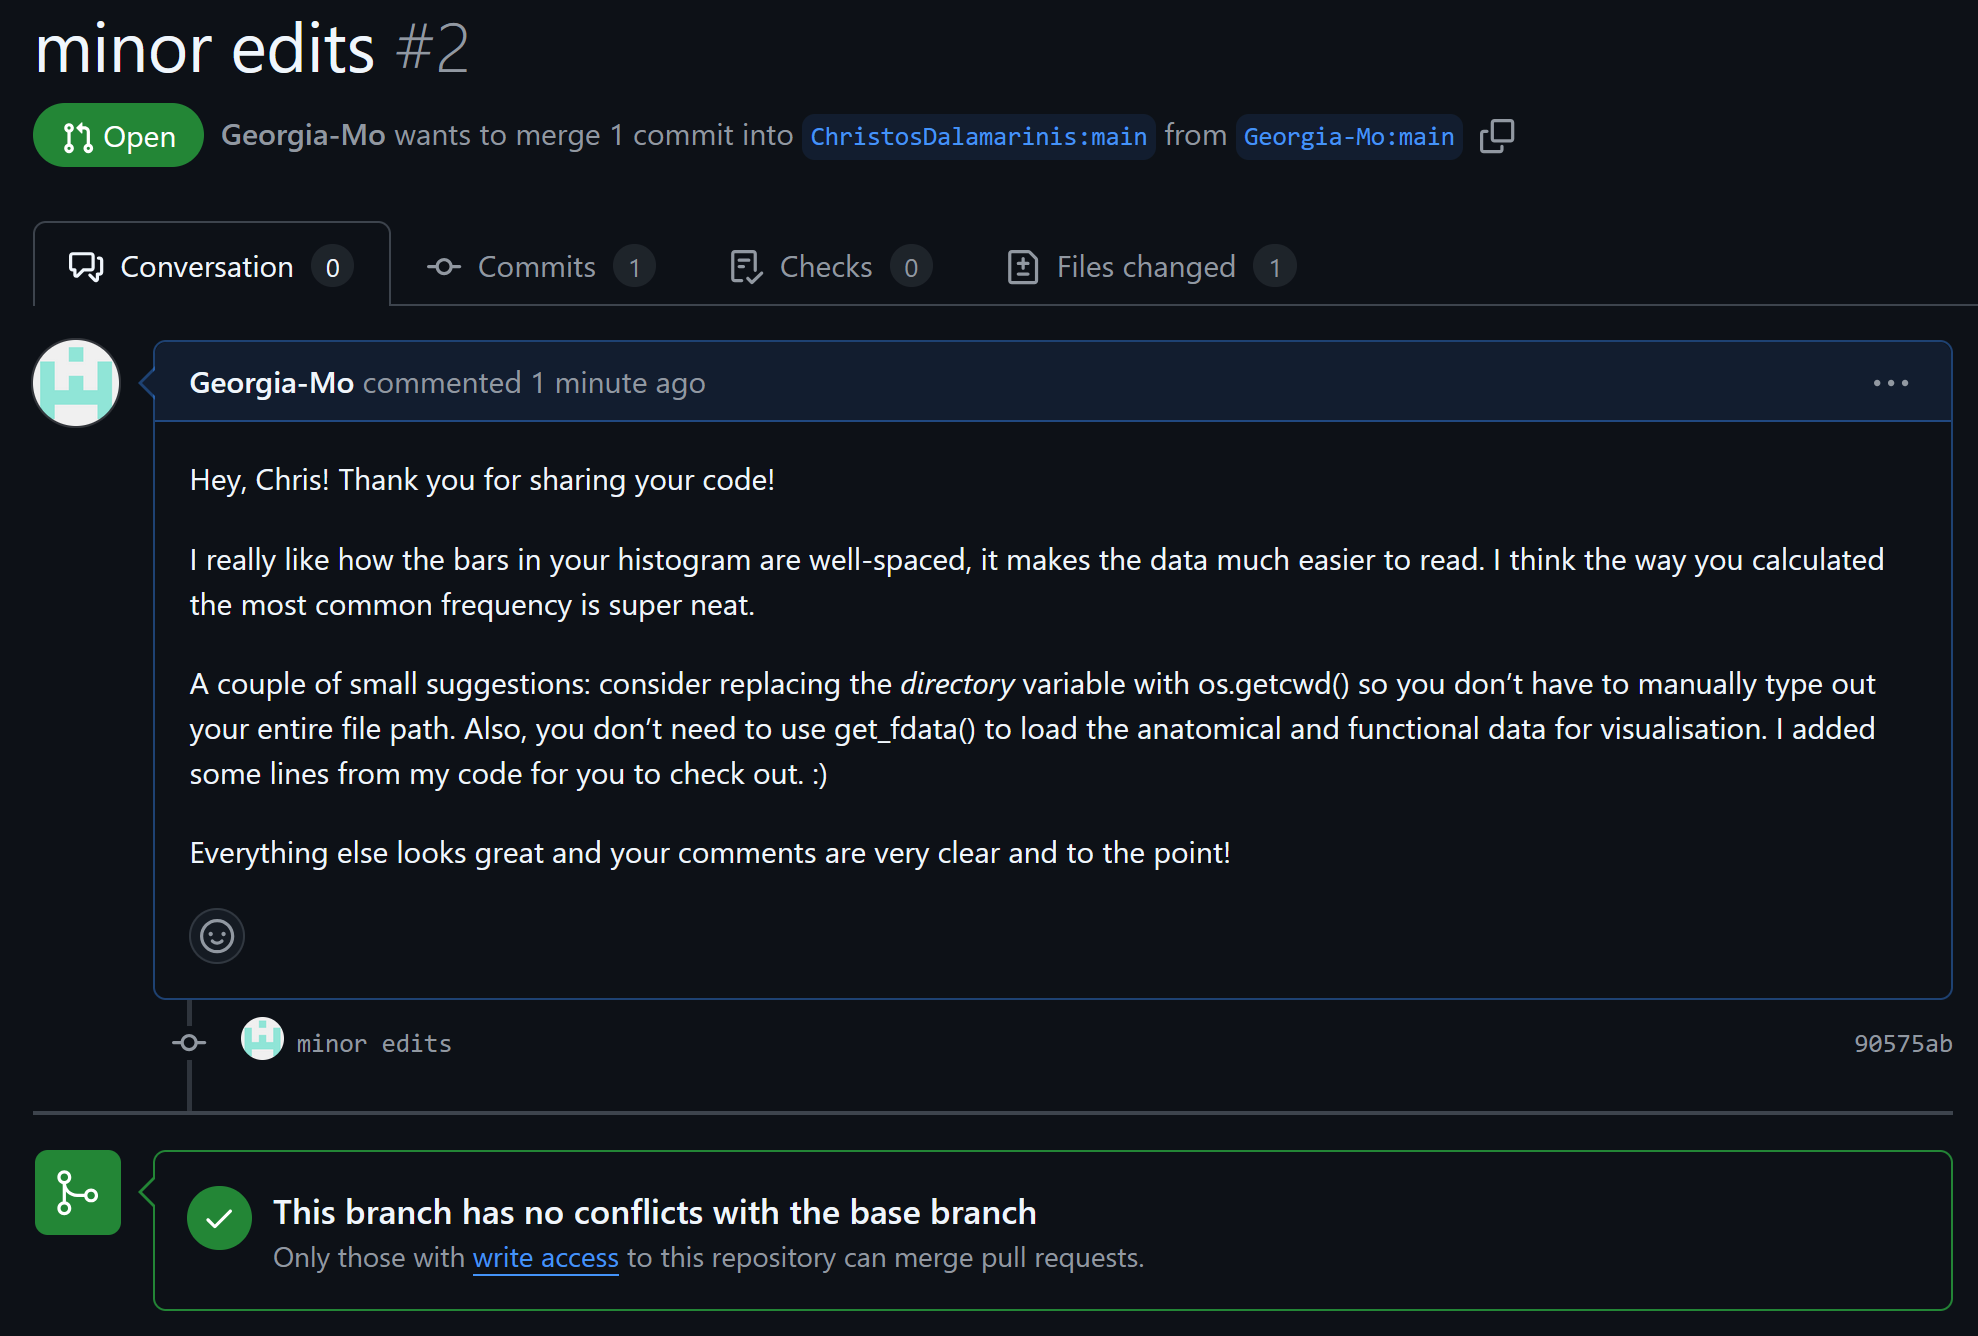 minor edits #2
Open Georgia-Mo wants to merge 1 commit into ChristosDalamarinis:main from Georgia-Mo:main
Conversation 0 Commits 1 Checks 0 Files changed 1
Georgia-Mo commented 1 minute ago
Hey, Chris! Thank you for sharing your code!
I really like how the bars in your histogram are well-spaced, it makes the data much easier to read. I think the way you calculated
the most common frequency is super neat.
A couple of small suggestions: consider replacing the directory variable with os.getcwd() so you don’t have to manually type out
your entire file path. Also, you don’t need to use get_fdata() to load the anatomical and functional data for visualisation. I added
some lines from my code for you to check out. :)
Everything else looks great and your comments are very clear and to the point!
minor edits 90575ab
This branch has no conflicts with the base branch
Only those with write access to this repository can merge pull requests.